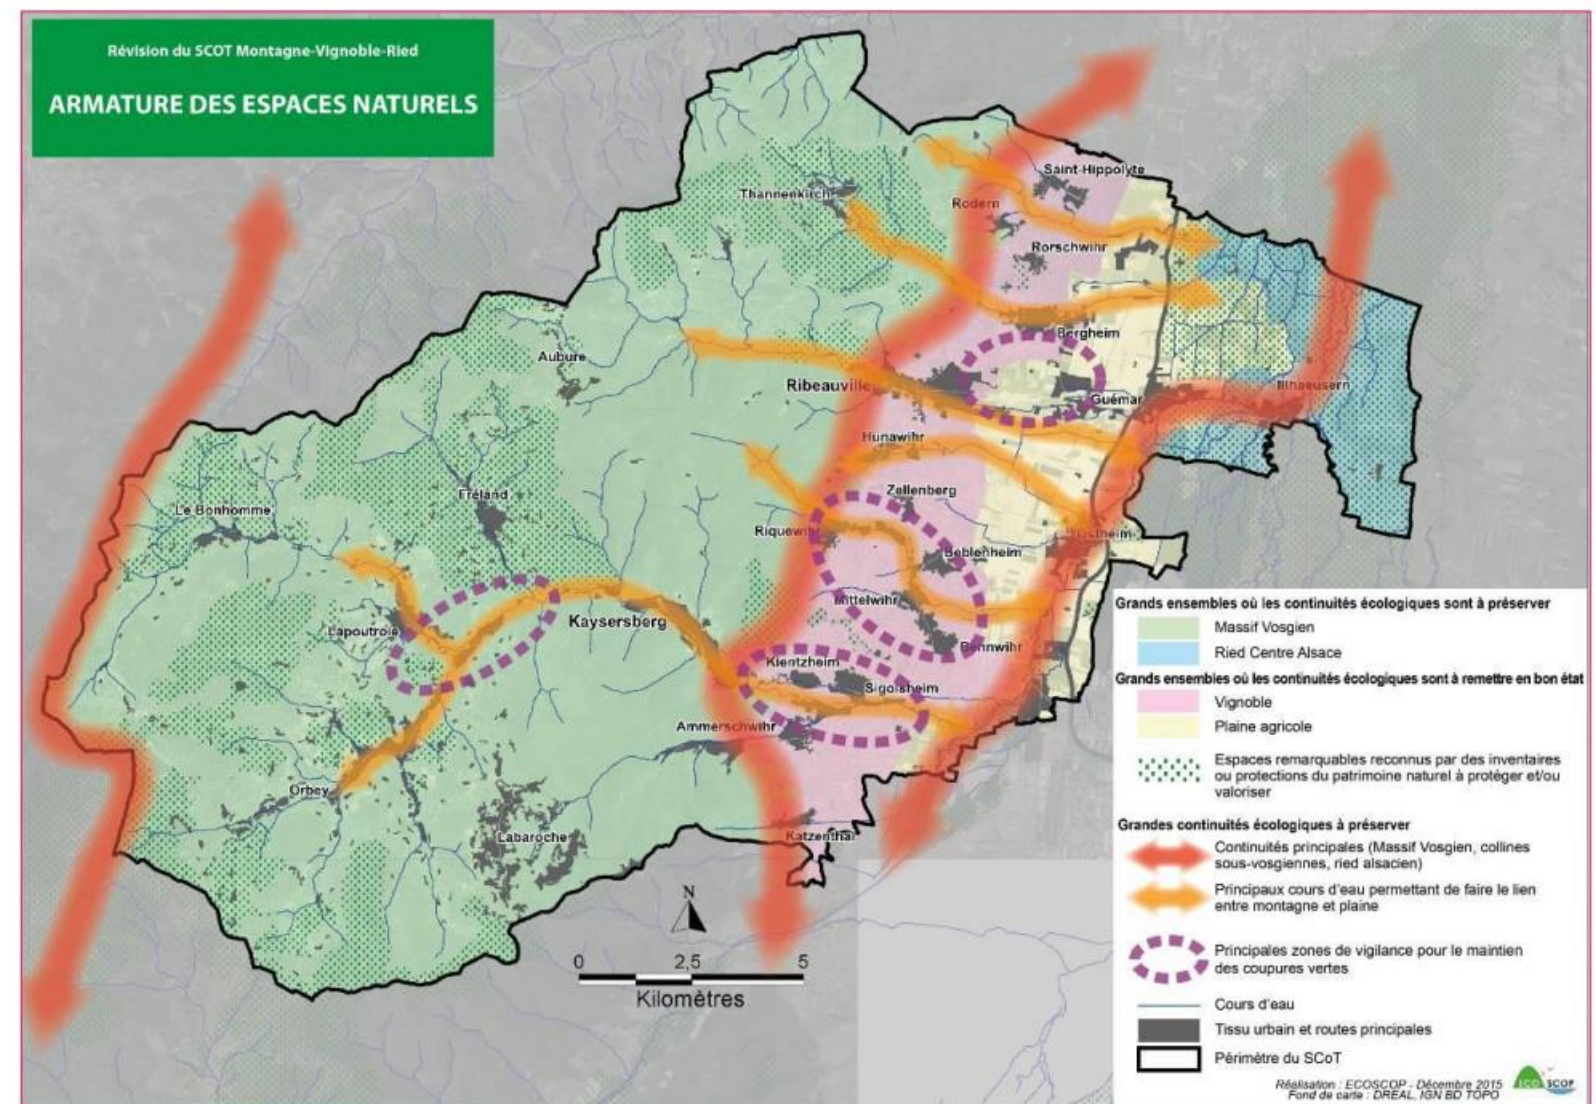 Révision du SCOT Montagne-Vignoble-Ried
ARMATURE DES ESPACES NATURELS
Saint-Hippolyte
Thannenkirch
Rodern
Rorschwihr
Bergheim
Aubure
Ribeauville
Guémar
Illhaeusern
Hunawihr
Fréland
Zellenberg
Le Bonhomme
Riquewihr
Beblenheim
Mittelwihr
Lapoutroie
Kaysersberg
Bennwihr
Kientzheim
Sigolsheim
Ammerschwihr
Orbey
Labaroche
Katzenthal
N
0 2,5 5
Kilomètres
Grands ensembles où les continuités écologiques sont à préserver
Massif Vosgien
Ried Centre Alsace
Grands ensembles où les continuités écologiques sont à remettre en bon état
Vignoble
Plaine agricole
Espaces remarquables reconnus par des inventaires
ou protections du patrimoine naturel à protéger et/ou
valoriser
Grandes continuités écologiques à préserver
Continuités principales (Massif Vosgien, collines
sous-vosgiennes, ried alsacien)
Principaux cours d'eau permettant de faire le lien
entre montagne et plaine
Principales zones de vigilance pour le maintien
des coupures vertes
Cours d'eau
Tissu urbain et routes principales
Périmètre du SCoT
Réalisation : ECOSCOP - Décembre 2015
Fond de carte : DREAL, IGN BD TOPO
ECO SCOP